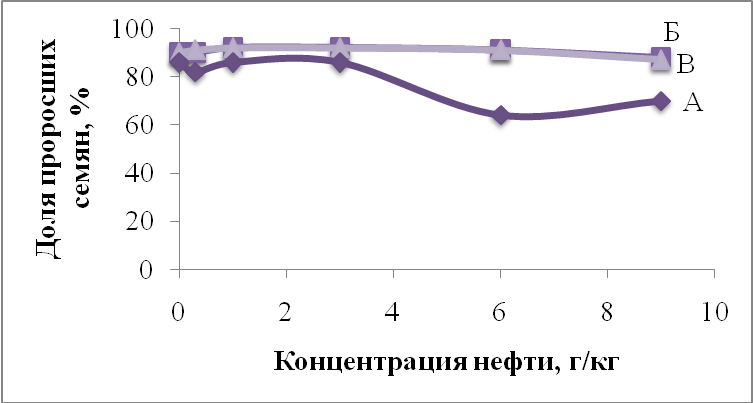 Доля проросших
семян, %
100
80
60
40
20
0
Б
В
А
0 2 4 6 8 10
Концентрация нефти, г/кг